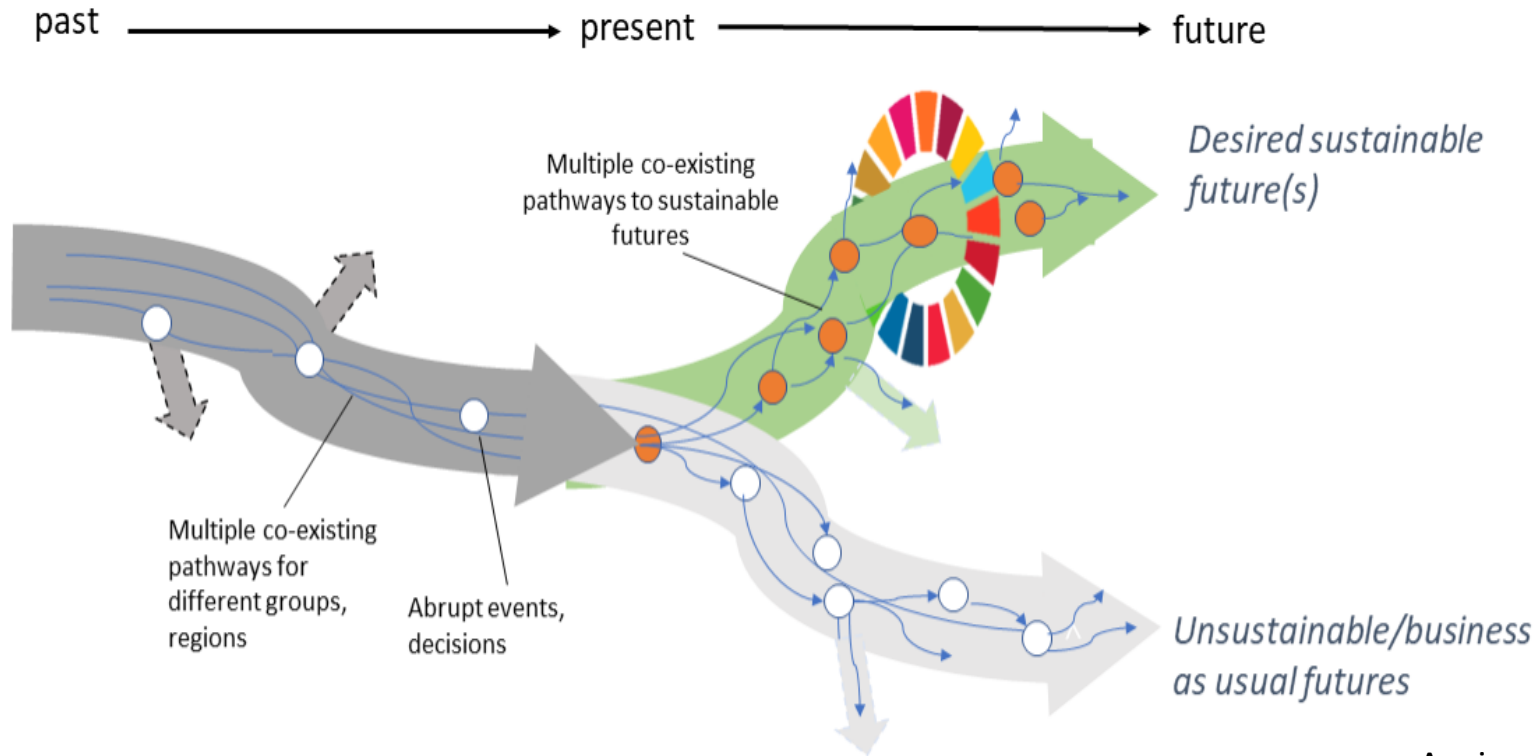 past
present
future
Multiple co-existing
pathways to sustainable
futures
Desired sustainable
future(s)
Multiple co-existing
pathways for
different groups,
regions
Abrupt events,
decisions
Unsustainable/business
as usual futures